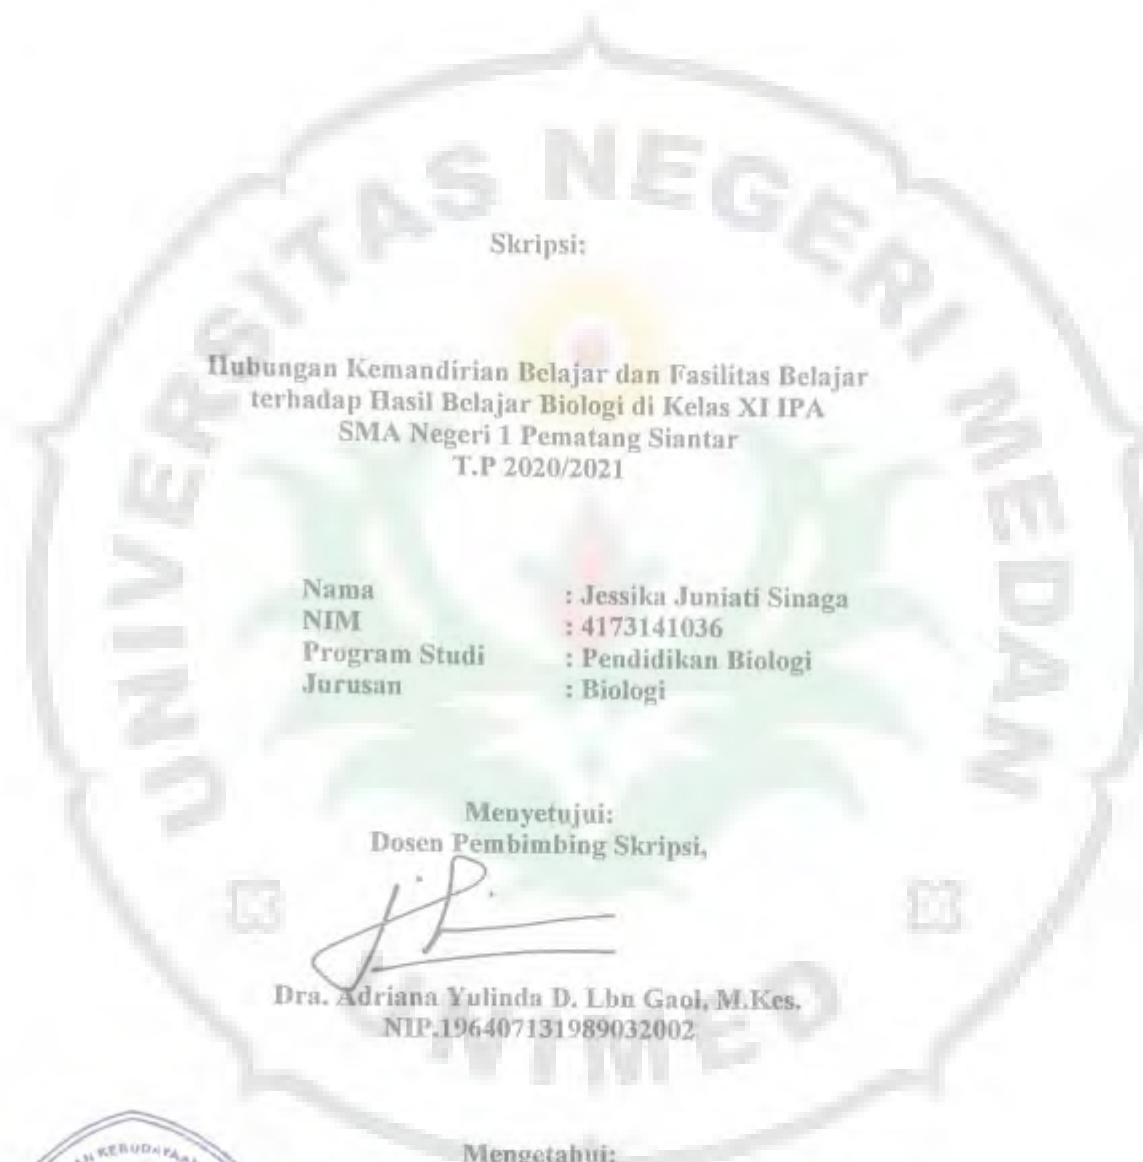 UNIVERSITAS NEGERI MEDAN
Skripsi:
Hubungan Kemandirian Belajar dan Fasilitas Belajar
terhadap Hasil Belajar Biologi di Kelas XI IPA
SMA Negeri 1 Pematang Siantar
T.P 2020/2021
Nama : Jessika Juniati Sinaga
NIM : 4173141036
Program Studi : Pendidikan Biologi
Jurusan : Biologi
Menyetujui:
Dosen Pembimbing Skripsi,
Dra. Adriana Yulinda D. Lbn Gaol, M.Kes.
NIP.196407131989032002
UNIMED
Mengetahui:
KEBUDAYAAN